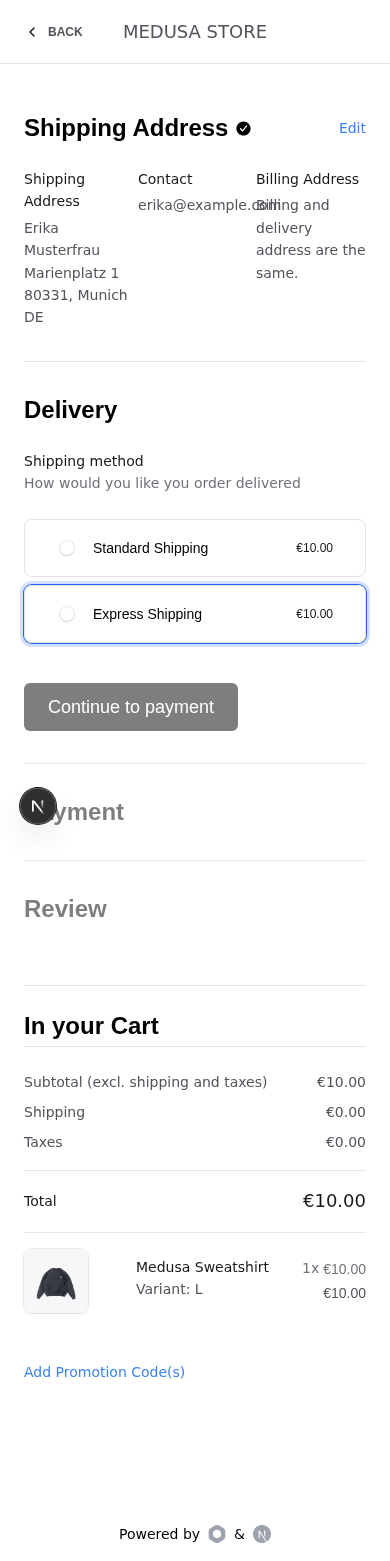 BACK
MEDUSA STORE
Shipping Address
Edit
Shipping
Address
Erika
Musterfrau
Marienplatz 1
80331, Munich
DE
Contact
erika@example.com
Billing Address
Billing and
delivery
address are the
same.
Delivery
Shipping method
How would you like you order delivered
Standard Shipping €10.00
Express Shipping €10.00
Continue to payment
N
yment
Review
In your Cart
Subtotal (excl. shipping and taxes) €10.00
Shipping €0.00
Taxes €0.00
Total €10.00
Medusa Sweatshirt 1x €10.00
Variant: L €10.00
Add Promotion Code(s)
Powered by & N